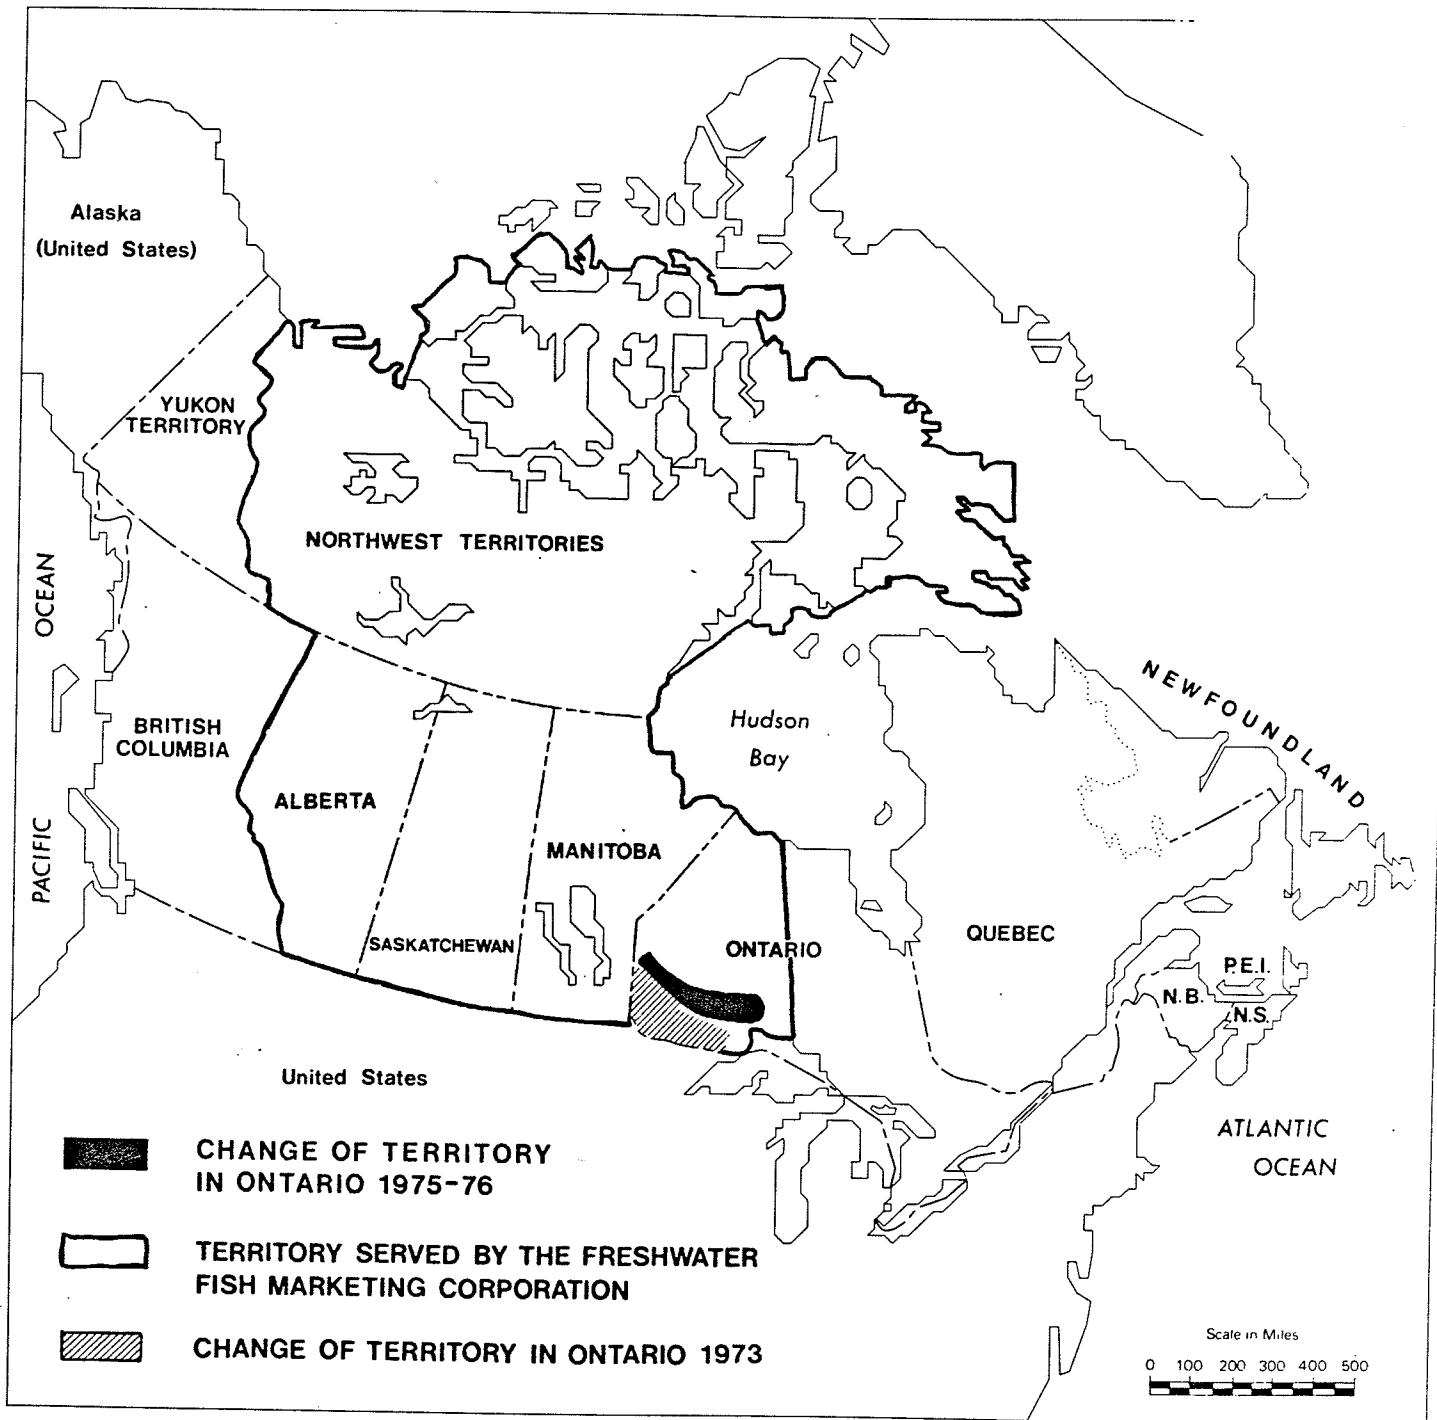 Alaska
(United States)
YUKON
TERRITORY
NORTHWEST TERRITORIES
PACIFIC OCEAN
BRITISH
COLUMBIA
ALBERTA
SASKATCHEWAN
MANITOBA
Hudson
Bay
ONTARIO
QUEBEC
NEWFOUNDLAND
P.E.I.
N.B.
N.S.
United States
ATLANTIC
OCEAN
CHANGE OF TERRITORY
IN ONTARIO 1975-76
TERRITORY SERVED BY THE FRESHWATER
FISH MARKETING CORPORATION
CHANGE OF TERRITORY IN ONTARIO 1973
Scale in Miles
0 100 200 300 400 500